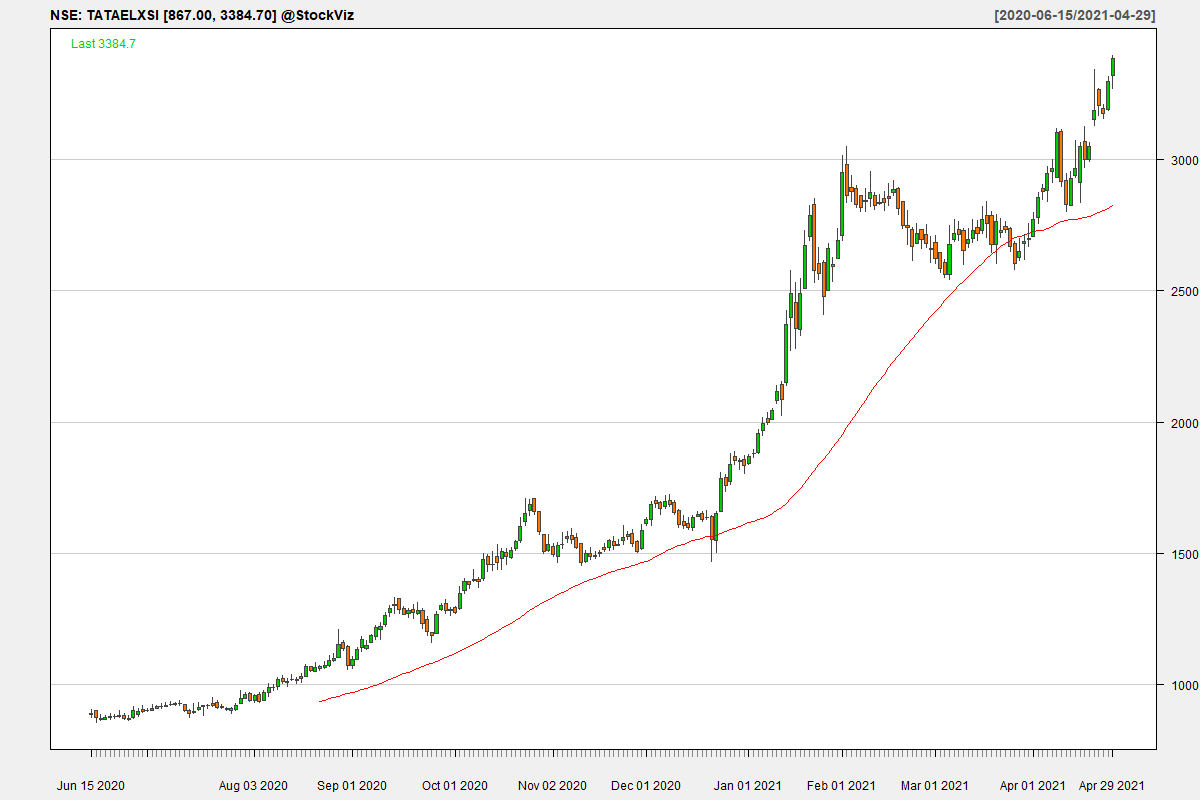 NSE: TATAELXSI [867.00, 3384.70] @StockViz
[2020-06-15/2021-04-29]
Last 3384.7
3000
2500
2000
1500
1000
Jun 15 2020
Aug 03 2020
Sep 01 2020
Oct 01 2020
Nov 02 2020
Dec 01 2020
Jan 01 2021
Feb 01 2021
Mar 01 2021
Apr 01 2021
Apr 29 2021